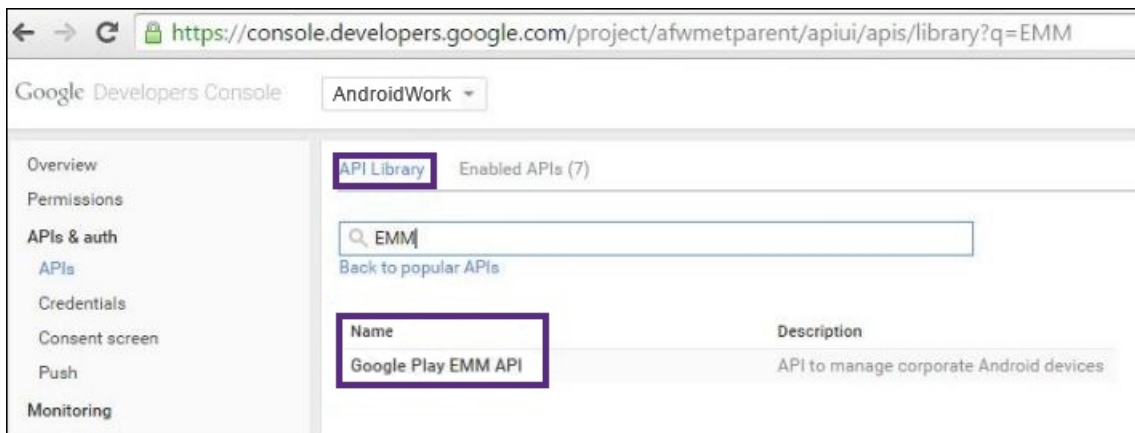 https://console.developers.google.com/project/afwmetparent/apiui/apis/library?q=EMM
Google Developers Console
AndroidWork
Overview
Permissions
APIs & auth
APIs
Credentials
Consent screen
Push
Monitoring
API Library
Enabled APIs (7)
EMM
Back to popular APIs
Name
Description
Google Play EMM API
API to manage corporate Android devices